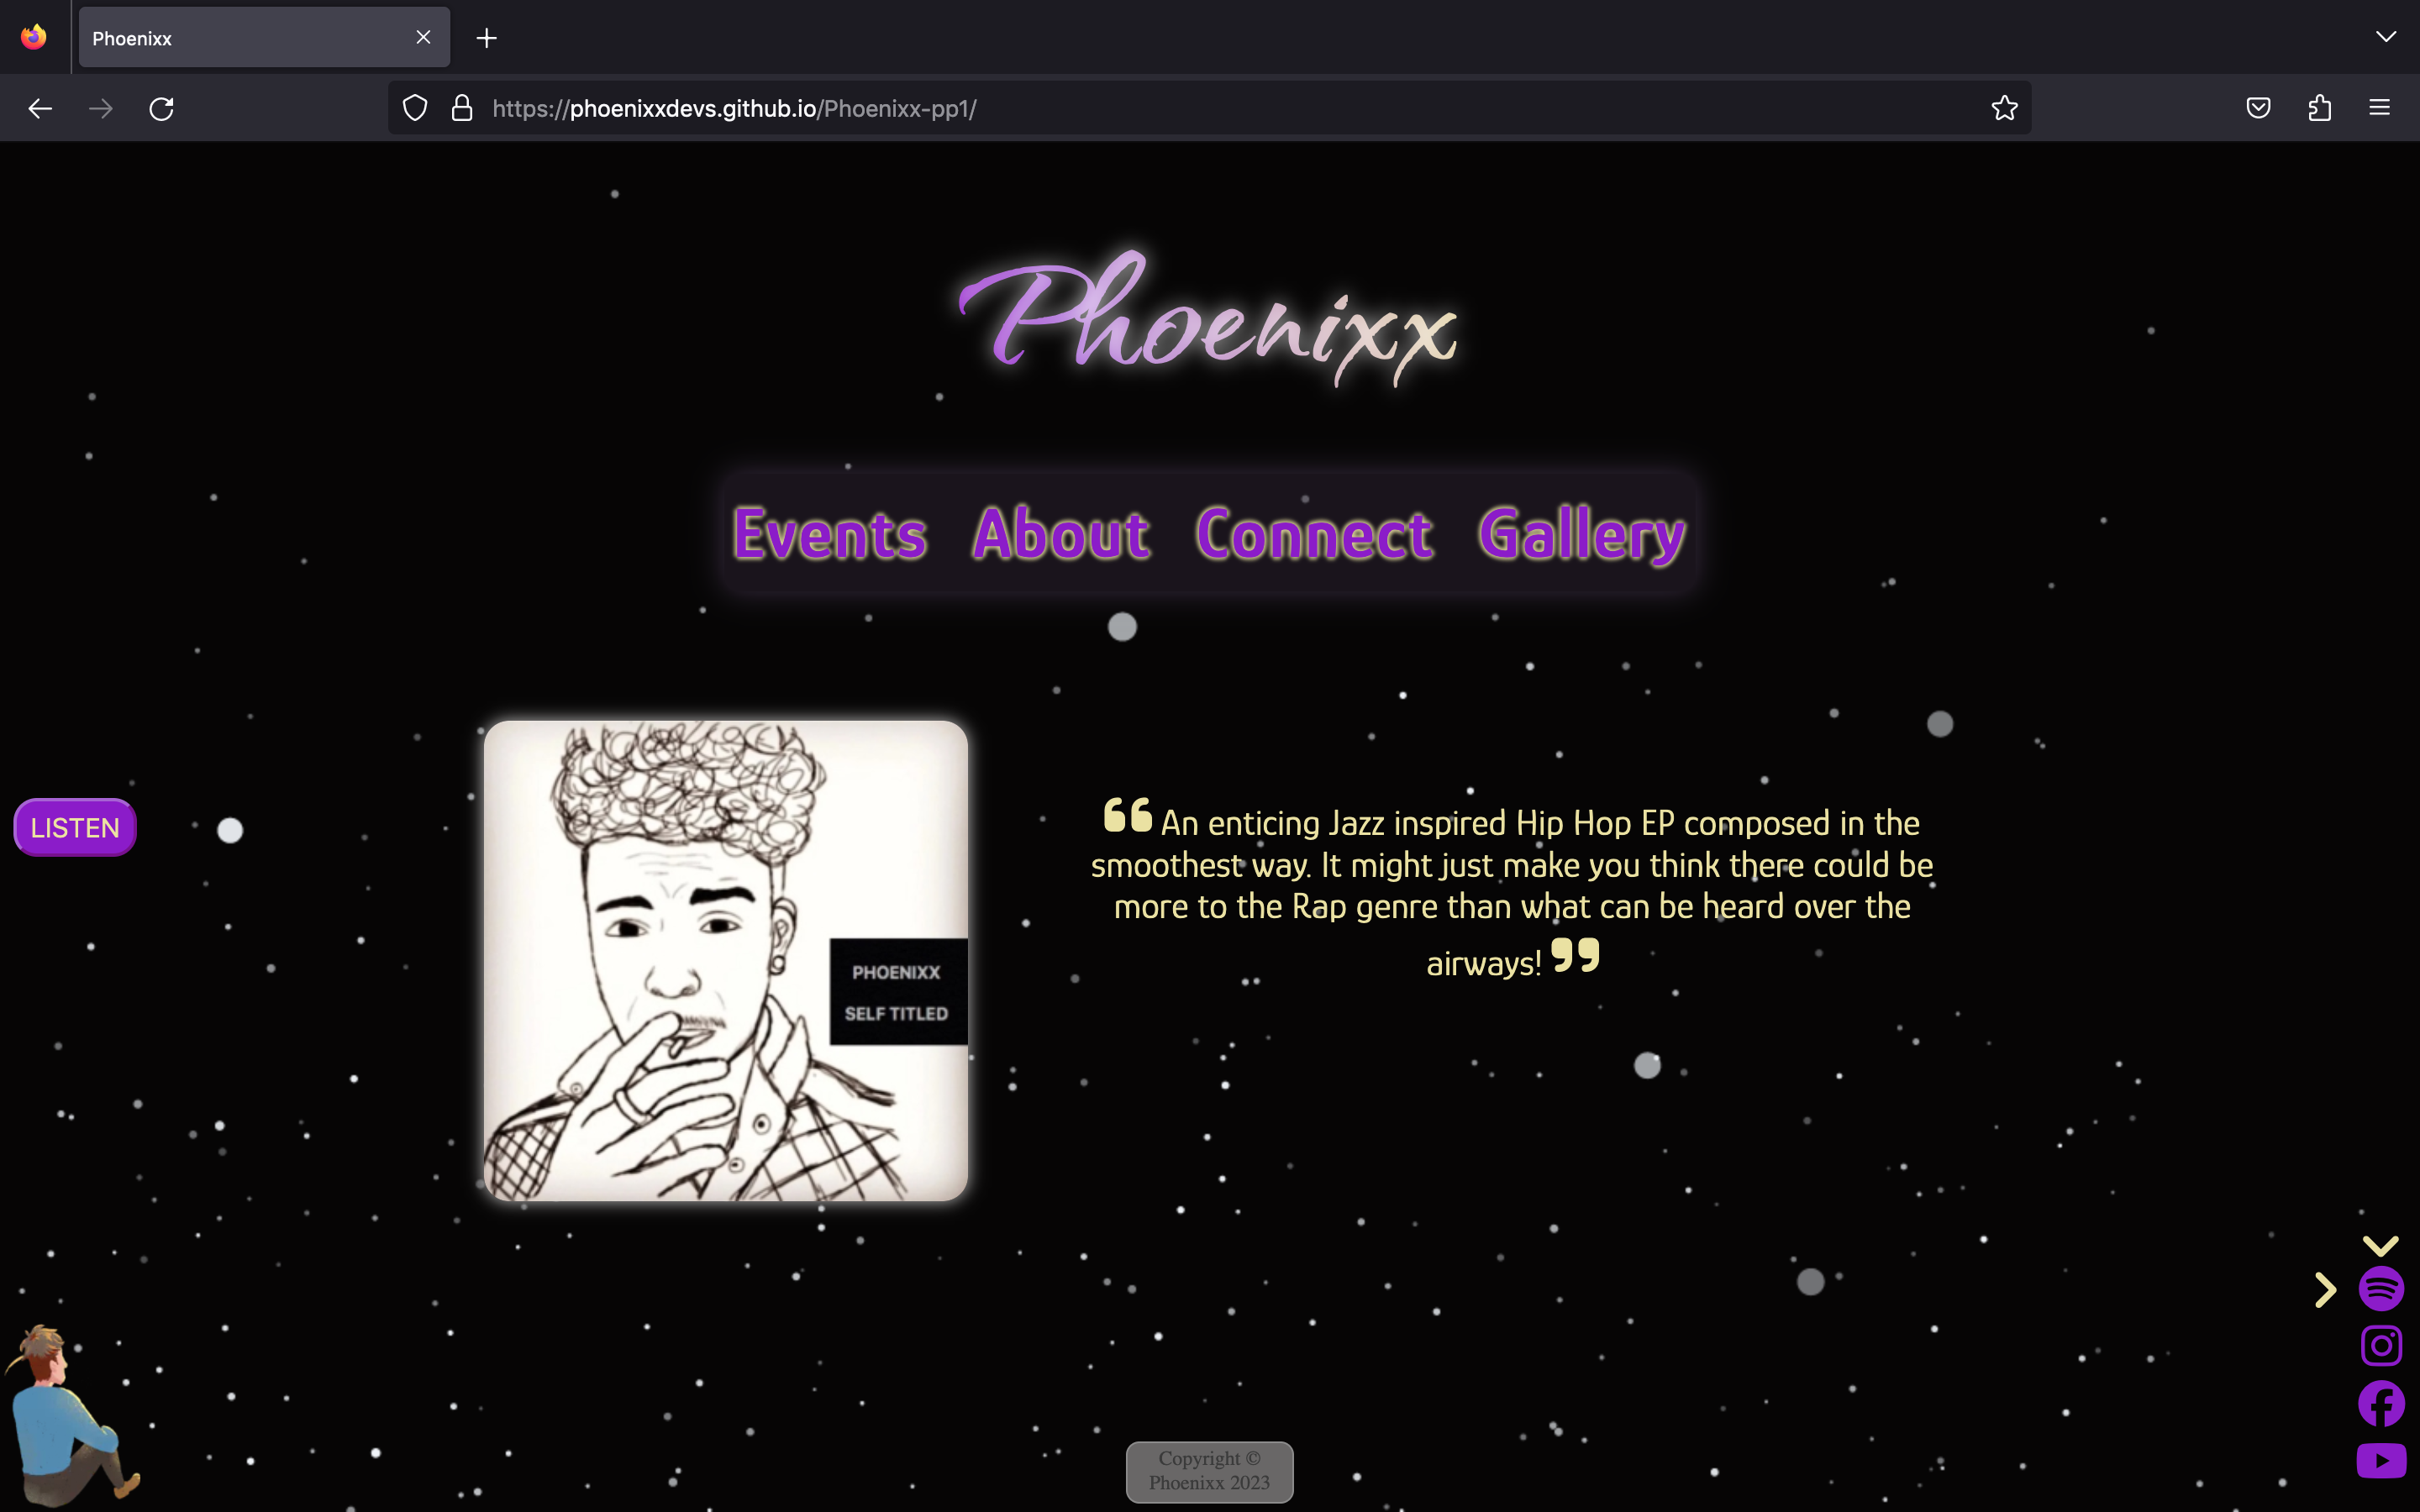 Phoenixx
https://phoenixxdevs.github.io/Phoenixx-pp1/
Phoenixx
Events About Connect Gallery
LISTEN
PHOENIXX
SELF TITLED
“ An enticing Jazz inspired Hip Hop EP composed in the
smoothest way. It might just make you think there could be
more to the Rap genre than what can be heard over the
airways! ”
Copyright ©
Phoenixx 2023